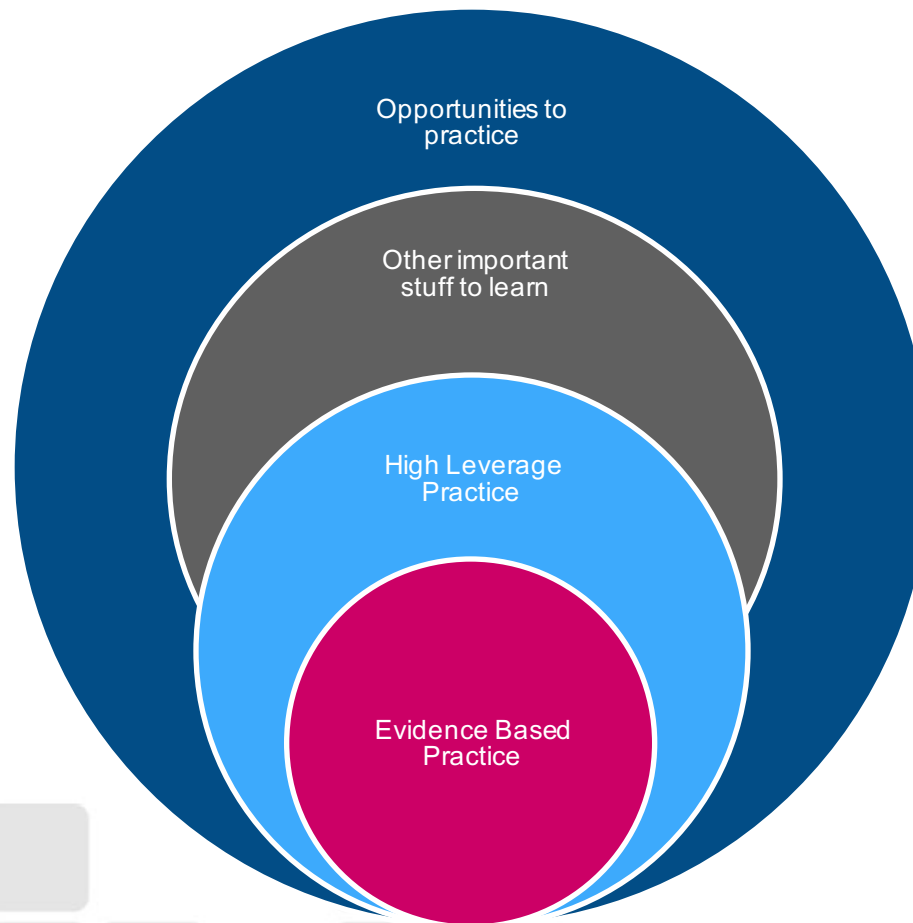 Opportunities to
practice
Other important
stuff to learn
High Leverage
Practice
Evidence Based
Practice